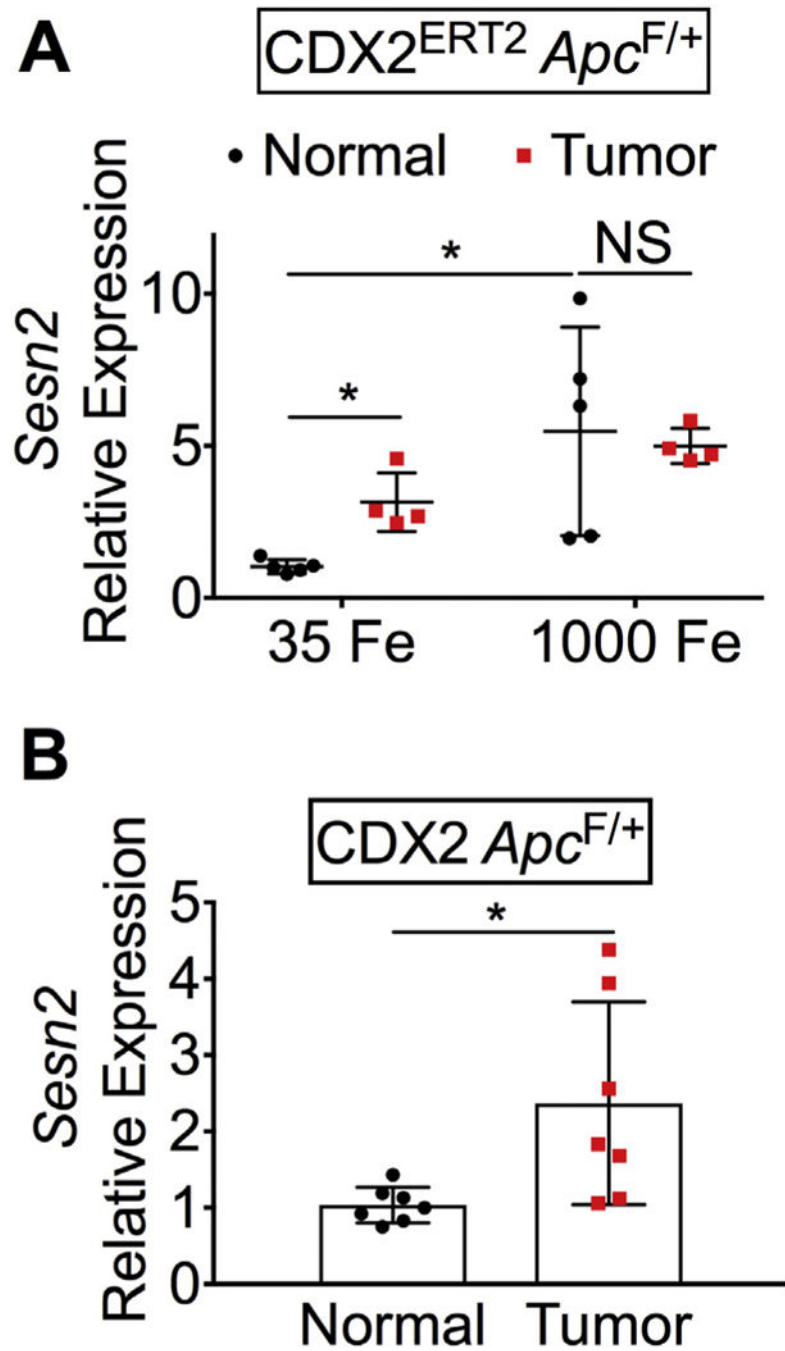 A
CDX2ERT2 ApcF/+
Normal Tumor
Sesn2
Relative Expression
10
5
0
*
*
NS
35 Fe 1000 Fe
B
CDX2 ApcF/+
Sesn2
Relative Expression
5
4
3
2
1
0
*
Normal Tumor